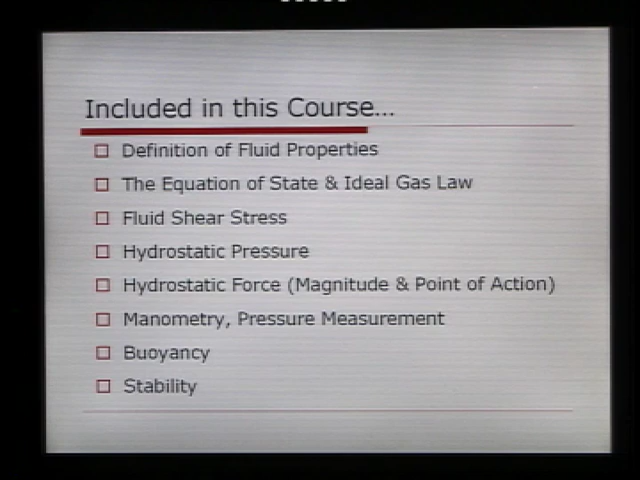 Included in this Course...
Definition of Fluid Properties
The Equation of State & Ideal Gas Law
Fluid Shear Stress
Hydrostatic Pressure
Hydrostatic Force (Magnitude & Point of Action)
Manometry, Pressure Measurement
Buoyancy
Stability